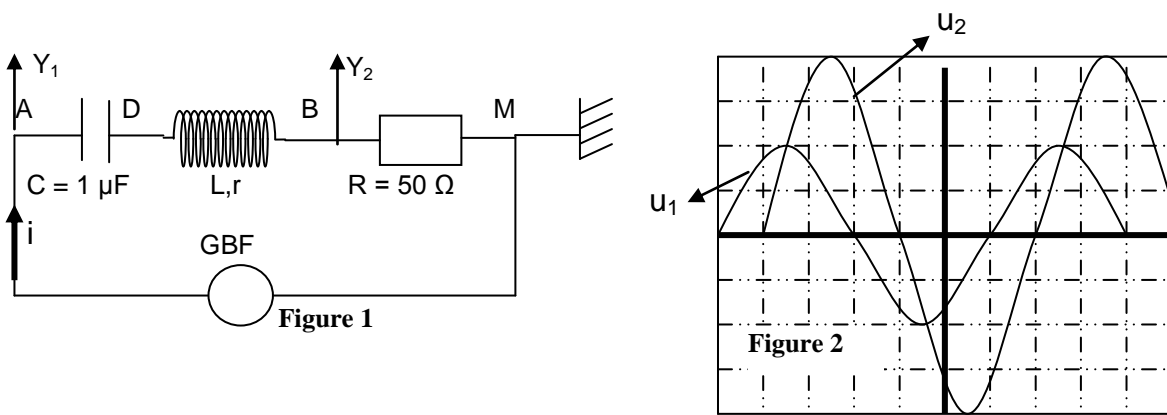 Y₁
Y₂
A
D
B
M
C = 1 µF
L,r
R = 50 Ω
i
GBF
Figure 1
u₂
u₁
Figure 2